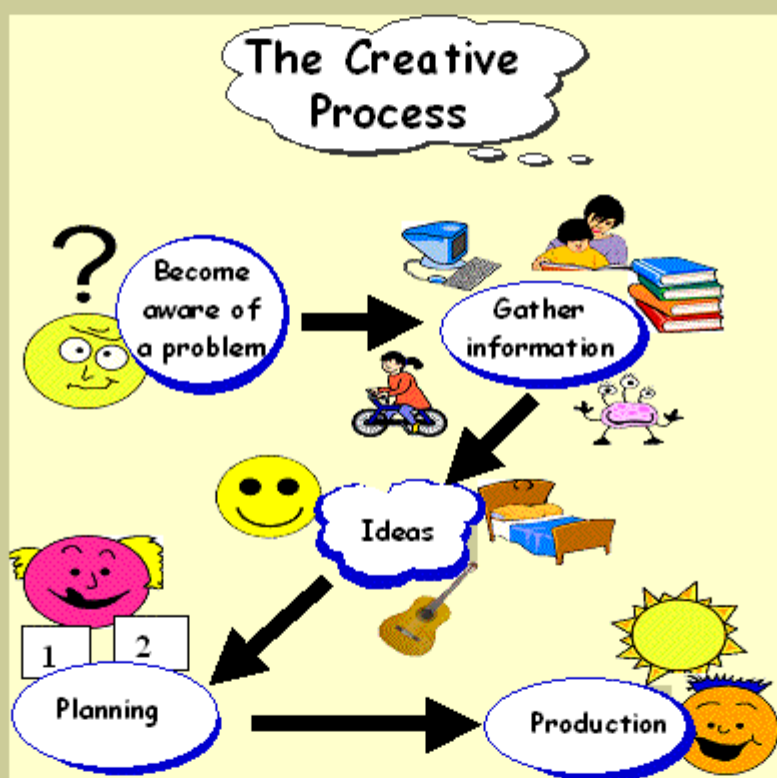 The Creative
Process
?
Become
aware of
a problem
Gather
information
Ideas
1
2
Planning
Production